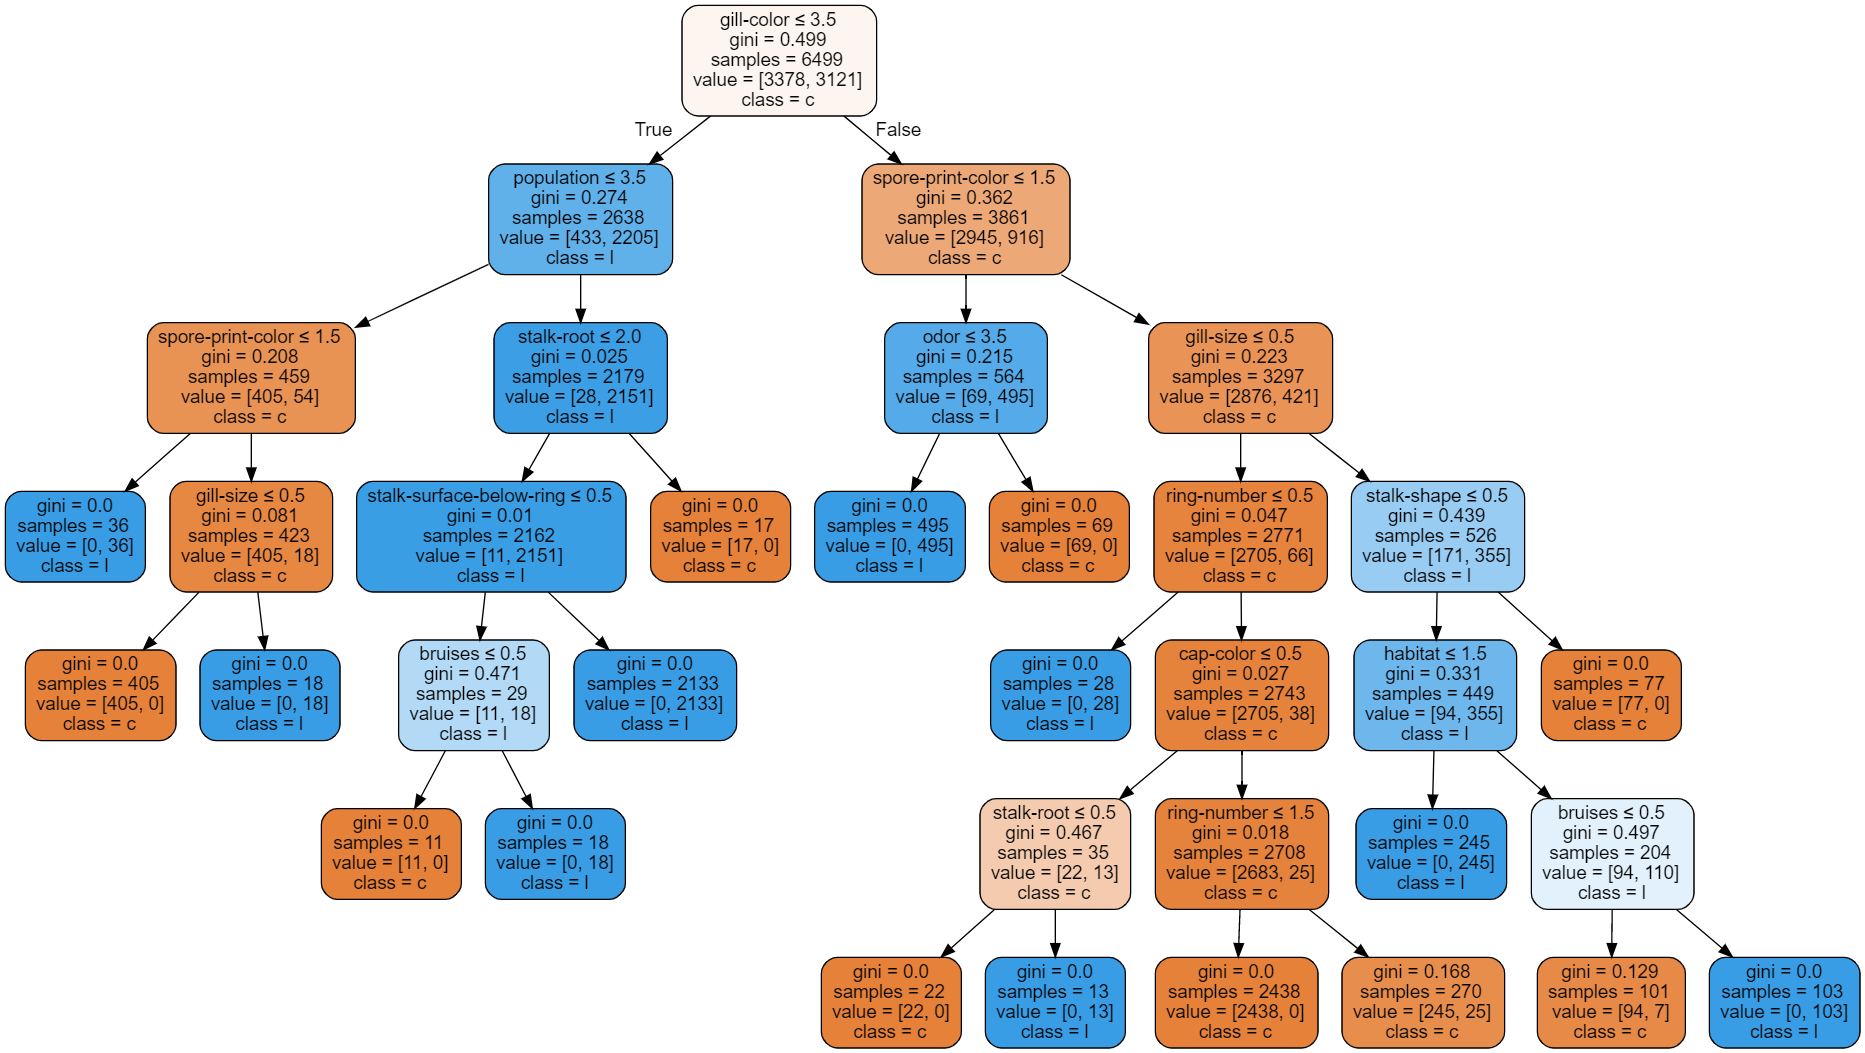 gill-color ≤ 3.5
gini = 0.499
samples = 6499
value = [3378, 3121]
class = c
True
False
population ≤ 3.5
gini = 0.274
samples = 2638
value = [433, 2205]
class = l
spore-print-color ≤ 1.5
gini = 0.362
samples = 3861
value = [2945, 916]
class = c
spore-print-color ≤ 1.5
gini = 0.208
samples = 459
value = [405, 54]
class = c
stalk-root ≤ 2.0
gini = 0.025
samples = 2179
value = [28, 2151]
class = l
odor ≤ 3.5
gini = 0.215
samples = 564
value = [69, 495]
class = l
gill-size ≤ 0.5
gini = 0.223
samples = 3297
value = [2876, 421]
class = c
gini = 0.0
samples = 36
value = [0, 36]
class = l
gill-size ≤ 0.5
gini = 0.081
samples = 423
value = [405, 18]
class = c
stalk-surface-below-ring ≤ 0.5
gini = 0.01
samples = 2162
value = [11, 2151]
class = l
gini = 0.0
samples = 17
value = [17, 0]
class = c
gini = 0.0
samples = 495
value = [0, 495]
class = l
gini = 0.0
samples = 69
value = [69, 0]
class = c
ring-number ≤ 0.5
gini = 0.047
samples = 2771
value = [2705, 66]
class = c
stalk-shape ≤ 0.5
gini = 0.439
samples = 526
value = [171, 355]
class = l
gini = 0.0
samples = 405
value = [405, 0]
class = c
gini = 0.0
samples = 18
value = [0, 18]
class = l
bruises ≤ 0.5
gini = 0.471
samples = 29
value = [11, 18]
class = l
gini = 0.0
samples = 2133
value = [0, 2133]
class = l
gini = 0.0
samples = 28
value = [0, 28]
class = l
cap-color ≤ 0.5
gini = 0.027
samples = 2743
value = [2705, 38]
class = c
habitat ≤ 1.5
gini = 0.331
samples = 449
value = [94, 355]
class = l
gini = 0.0
samples = 77
value = [77, 0]
class = c
gini = 0.0
samples = 11
value = [11, 0]
class = c
gini = 0.0
samples = 18
value = [0, 18]
class = l
stalk-root ≤ 0.5
gini = 0.467
samples = 35
value = [22, 13]
class = c
ring-number ≤ 1.5
gini = 0.018
samples = 2708
value = [2683, 25]
class = c
gini = 0.0
samples = 245
value = [0, 245]
class = l
bruises ≤ 0.5
gini = 0.497
samples = 204
value = [94, 110]
class = l
gini = 0.0
samples = 22
value = [22, 0]
class = c
gini = 0.0
samples = 13
value = [0, 13]
class = l
gini = 0.0
samples = 2438
value = [2438, 0]
class = c
gini = 0.168
samples = 270
value = [245, 25]
class = c
gini = 0.129
samples = 101
value = [94, 7]
class = c
gini = 0.0
samples = 103
value = [0, 103]
class = l